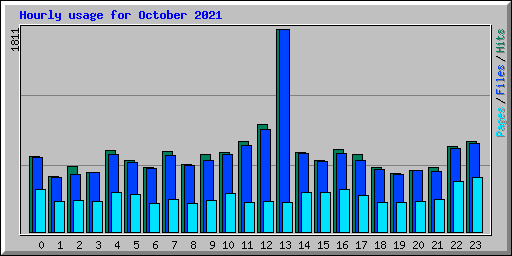 Hourly usage for October 2021
1811
Pages/Files/Hits
0 1 2 3 4 5 6 7 8 9 10 11 12 13 14 15 16 17 18 19 20 21 22 23